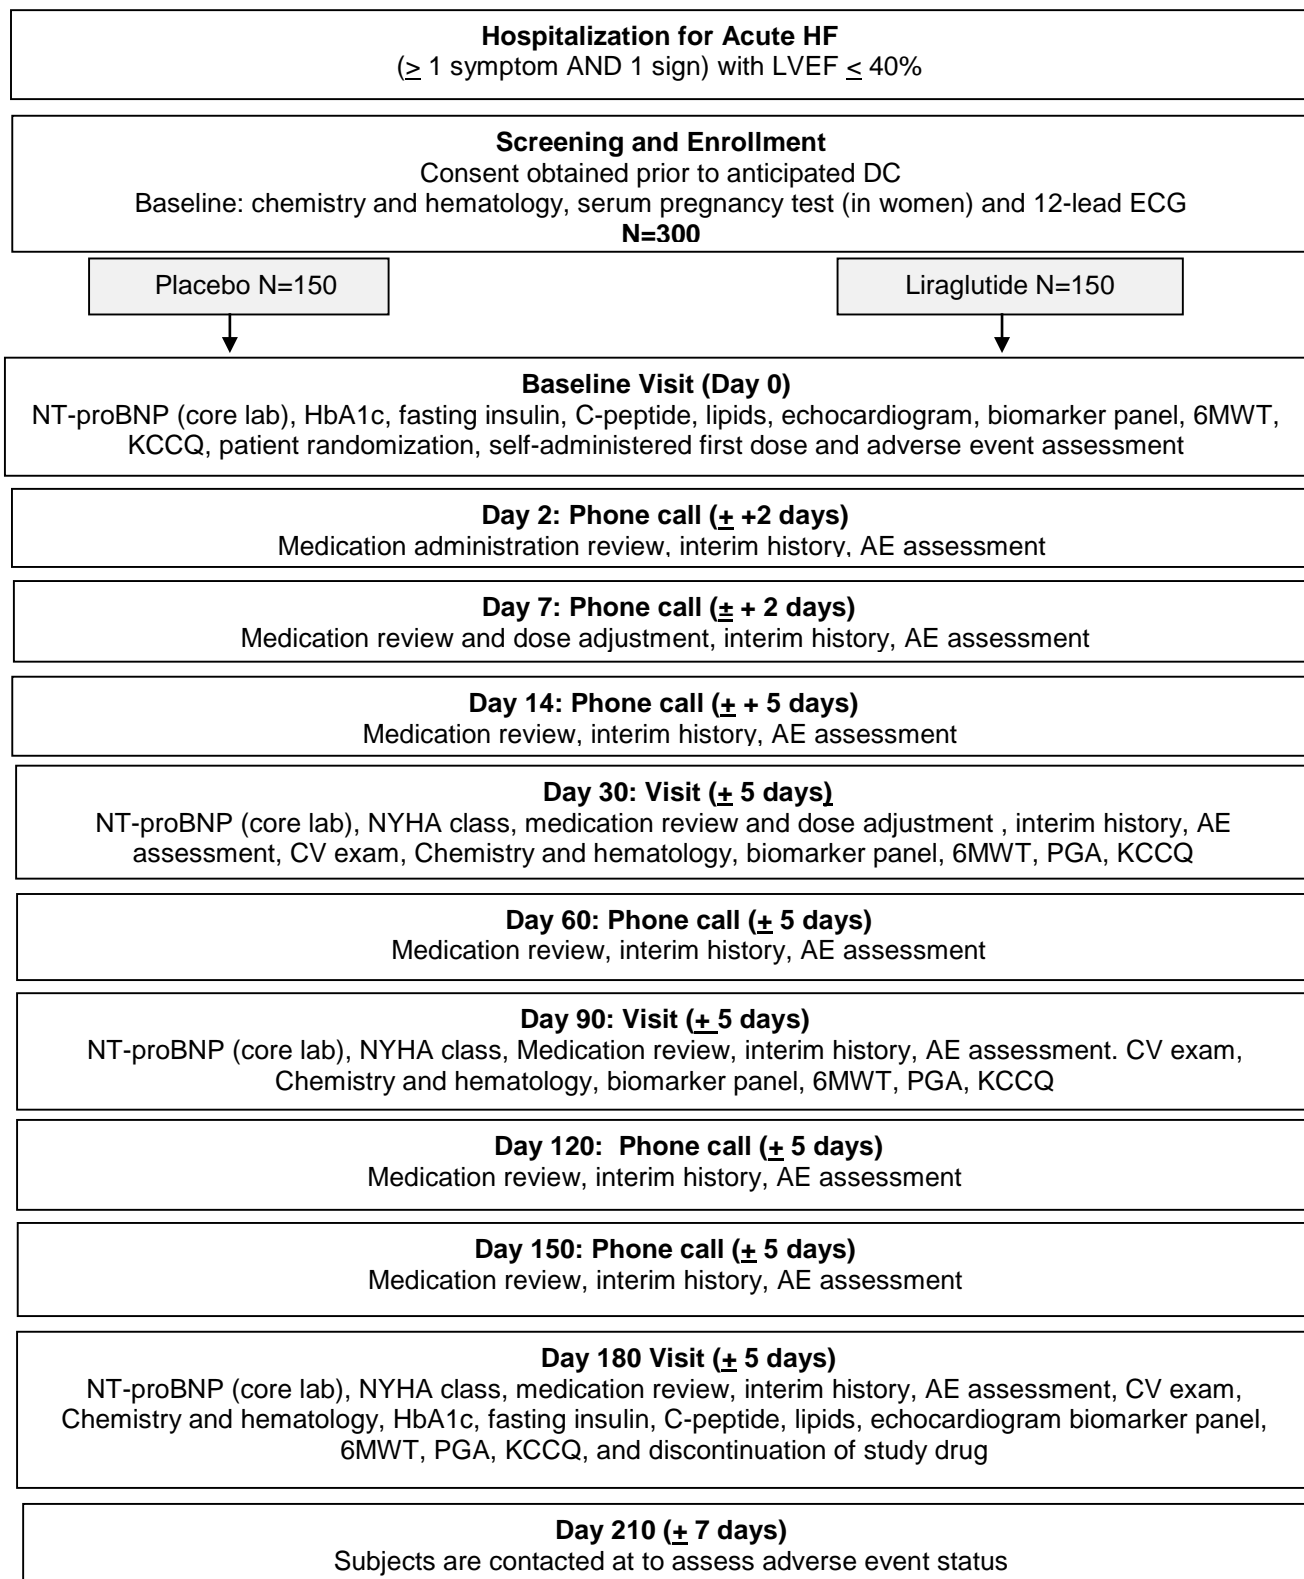 Hospitalization for Acute HF
(≥ 1 symptom AND 1 sign) with LVEF ≤ 40%
Screening and Enrollment
Consent obtained prior to anticipated DC
Baseline: chemistry and hematology, serum pregnancy test (in women) and 12-lead ECG
N=300
Placebo N=150
Liraglutide N=150
Baseline Visit (Day 0)
NT-proBNP (core lab), HbA1c, fasting insulin, C-peptide, lipids, echocardiogram, biomarker panel, 6MWT,
KCCQ, patient randomization, self-administered first dose and adverse event assessment
Day 2: Phone call (± +2 days)
Medication administration review, interim history, AE assessment
Day 7: Phone call (± + 2 days)
Medication review and dose adjustment, interim history, AE assessment
Day 14: Phone call (± + 5 days)
Medication review, interim history, AE assessment
Day 30: Visit (± 5 days)
NT-proBNP (core lab), NYHA class, medication review and dose adjustment , interim history, AE
assessment, CV exam, Chemistry and hematology, biomarker panel, 6MWT, PGA, KCCQ
Day 60: Phone call (± 5 days)
Medication review, interim history, AE assessment
Day 90: Visit (± 5 days)
NT-proBNP (core lab), NYHA class, Medication review, interim history, AE assessment. CV exam,
Chemistry and hematology, biomarker panel, 6MWT, PGA, KCCQ
Day 120:  Phone call (± 5 days)
Medication review, interim history, AE assessment
Day 150: Phone call (± 5 days)
Medication review, interim history, AE assessment
Day 180 Visit (± 5 days)
NT-proBNP (core lab), NYHA class, medication review, interim history, AE assessment, CV exam,
Chemistry and hematology, HbA1c, fasting insulin, C-peptide, lipids, echocardiogram biomarker panel,
6MWT, PGA, KCCQ, and discontinuation of study drug
Day 210 (± 7 days)
Subjects are contacted at to assess adverse event status